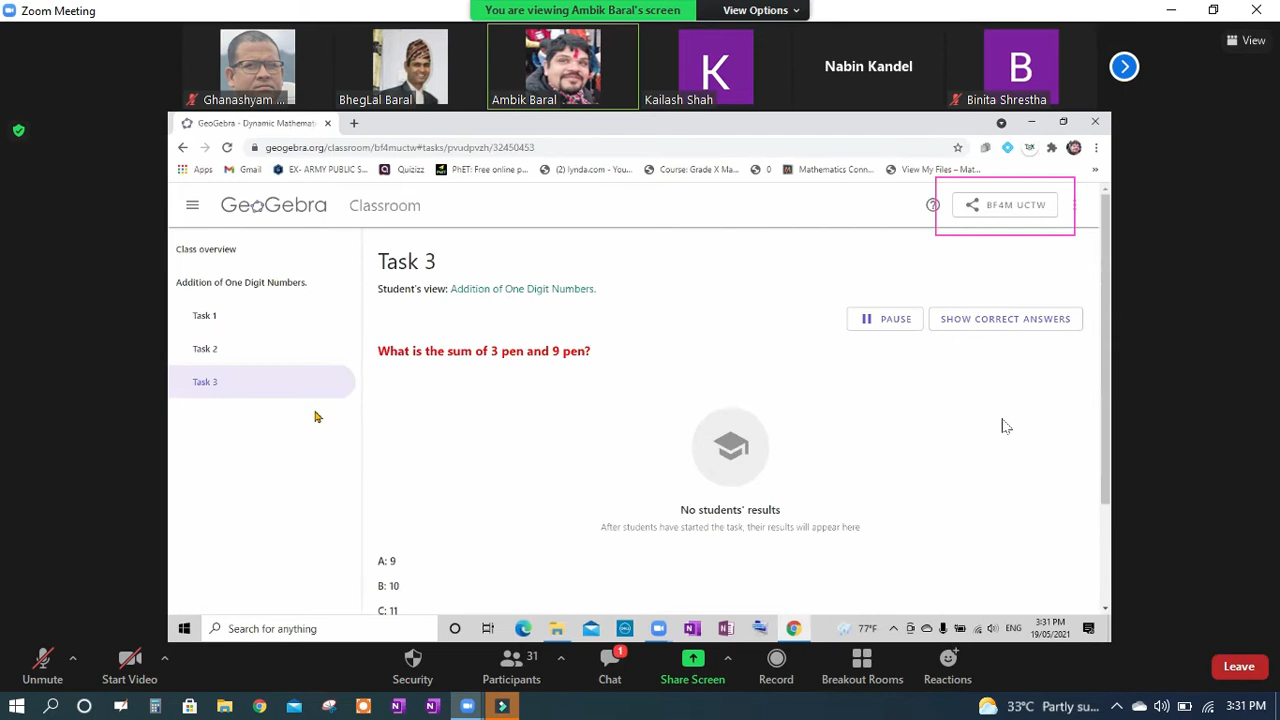 Zoom Meeting
You are viewing Ambik Baral's screen
View Options
View
Ghanashyam ...
BhegLal Baral
Ambik Baral
K
Kailash Shah
Nabin Kandel
B
Binita Shrestha
GeoGebra - Dynamic Mathemat
geogebra.org/classroom/bf4muctw#tasks/pvudpvzh/32450453
Apps
Gmail
EX- ARMY PUBLIC S...
Quizizz
PhET: Free online p...
(2) lynda.com - You...
Course: Grade X Ma...
0
Mathematics Conn...
View My Files – Mat...
GeoGebra
Classroom
BF4M UCTW
Class overview
Addition of One Digit Numbers.
Task 1
Task 2
Task 3
Task 3
Student's view: Addition of One Digit Numbers.
PAUSE
SHOW CORRECT ANSWERS
What is the sum of 3 pen and 9 pen?
No students' results
After students have started the task, their results will appear here
A: 9
B: 10
C: 11
Search for anything
77°F
ENG
3:31 PM
19/05/2021
Unmute
Start Video
Security
31
Participants
1
Chat
Share Screen
Record
Breakout Rooms
Reactions
Leave
33°C Partly su...
3:31 PM